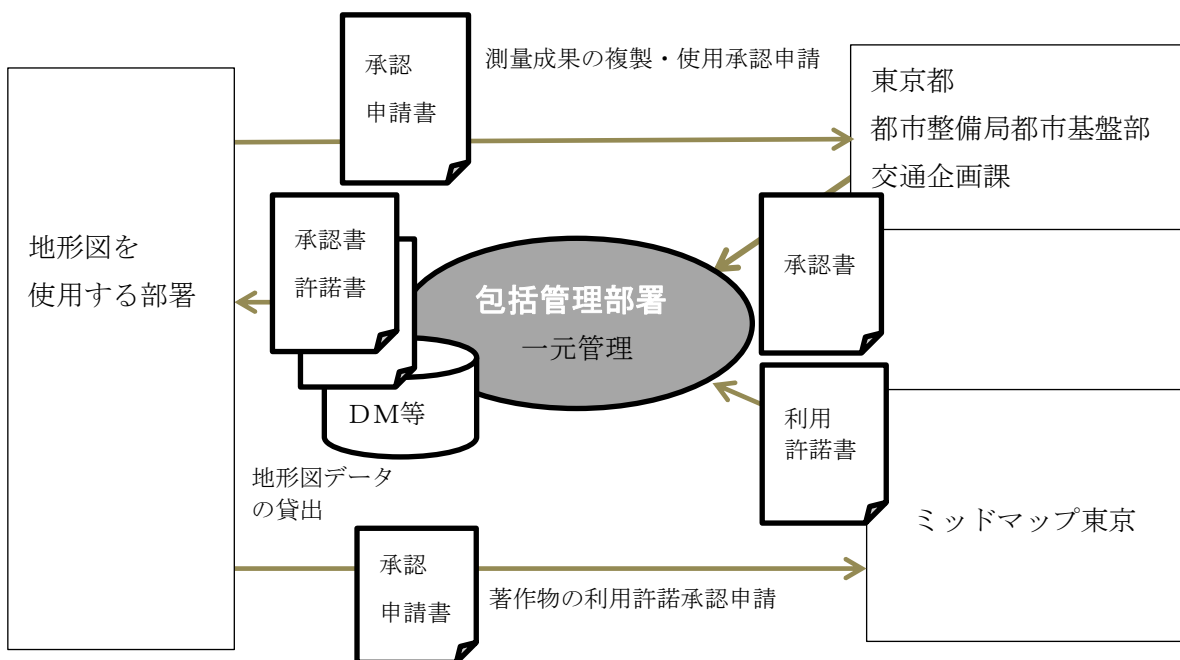 承認
申請書
測量成果の複製・使用承認申請
東京都
都市整備局都市基盤部
交通企画課
地形図を
使用する部署
承認書
許諾書
包括管理部署
一元管理
承認書
DM等
利用
許諾書
地形図データ
の貸出
ミッドマップ東京
承認
申請書
著作物の利用許諾承認申請